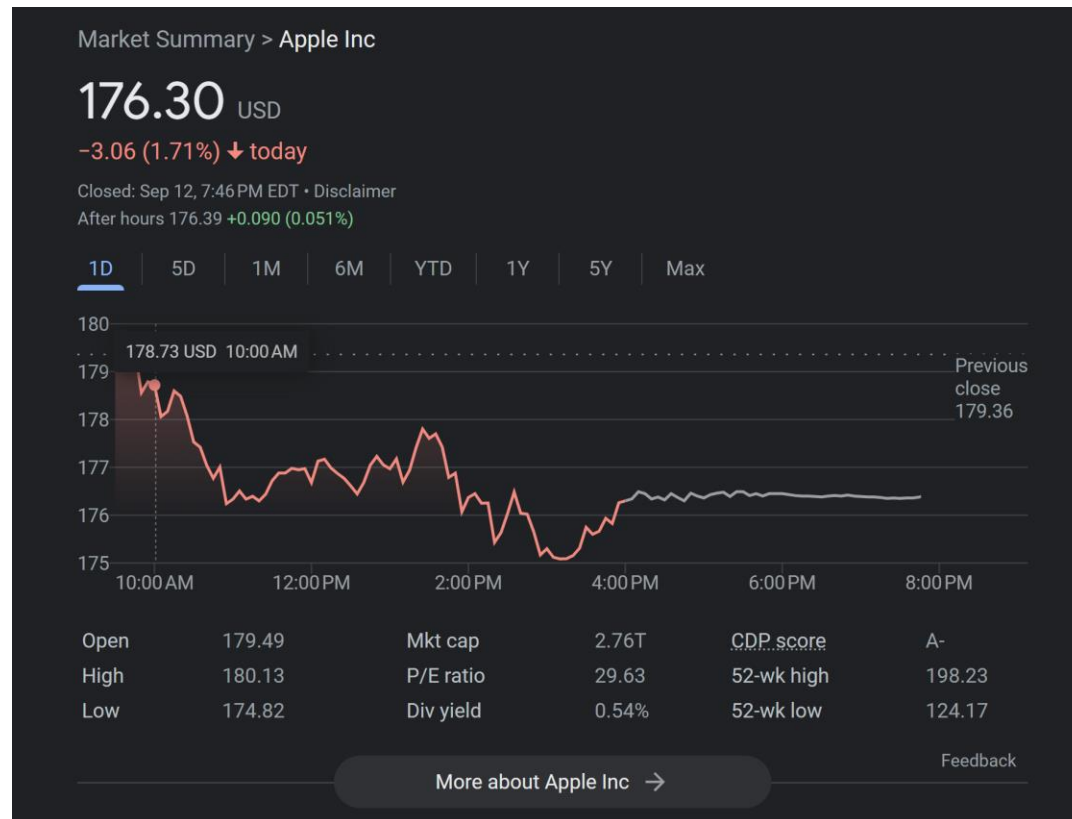 Market Summary > Apple Inc
176.30 USD
−3.06 (1.71%) ↓ today
Closed: Sep 12, 7:46 PM EDT • Disclaimer
After hours 176.39 +0.090 (0.051%)
1D 5D 1M 6M YTD 1Y 5Y Max
180
178.73 USD 10:00 AM
179
Previous
close
179.36
178
177
176
175
10:00 AM 12:00 PM 2:00 PM 4:00 PM 6:00 PM 8:00 PM
Open 179.49 Mkt cap 2.76T CDP score A-
High 180.13 P/E ratio 29.63 52-wk high 198.23
Low 174.82 Div yield 0.54% 52-wk low 124.17
Feedback
More about Apple Inc →